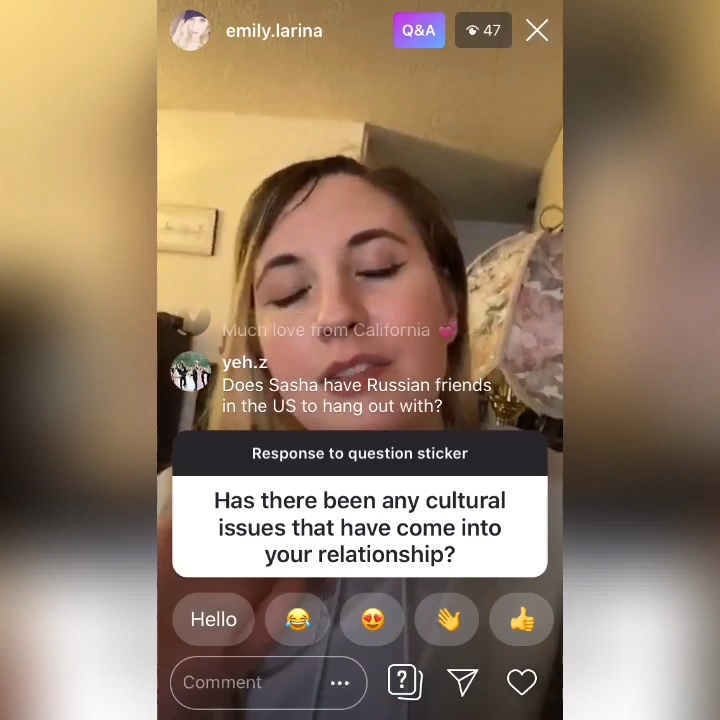 emily.larina
Q&A
47
Much love from California 💗
yeh.z
Does Sasha have Russian friends
in the US to hang out with?
Response to question sticker
Has there been any cultural
issues that have come into
your relationship?
Hello
Comment
?